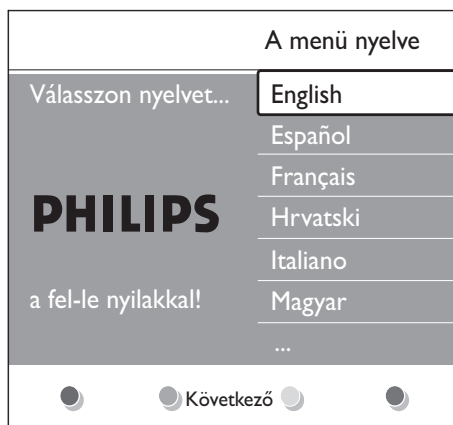 A menü nyelve
Válasszon nyelvet...
PHILIPS
a fel-le nyilakkal!
English
Español
Français
Hrvatski
Italiano
Magyar
...
Következő